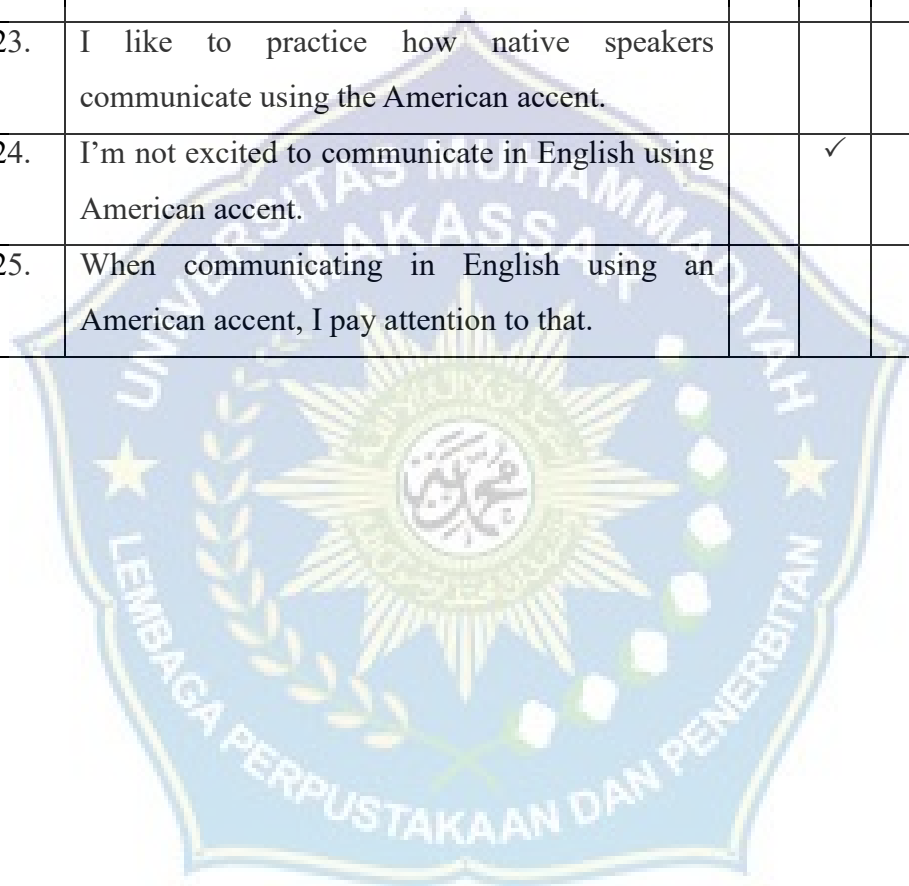 23. I like to practice how native speakers
communicate using the American accent.
24. I’m not excited to communicate in English using ✓
American accent.
25. When communicating in English using an
American accent, I pay attention to that.
UNIVERSITAS MUHAMMADIYAH
MAKASSAR
LEMBAGA PERPUSTAKAAN DAN PENERBITAN